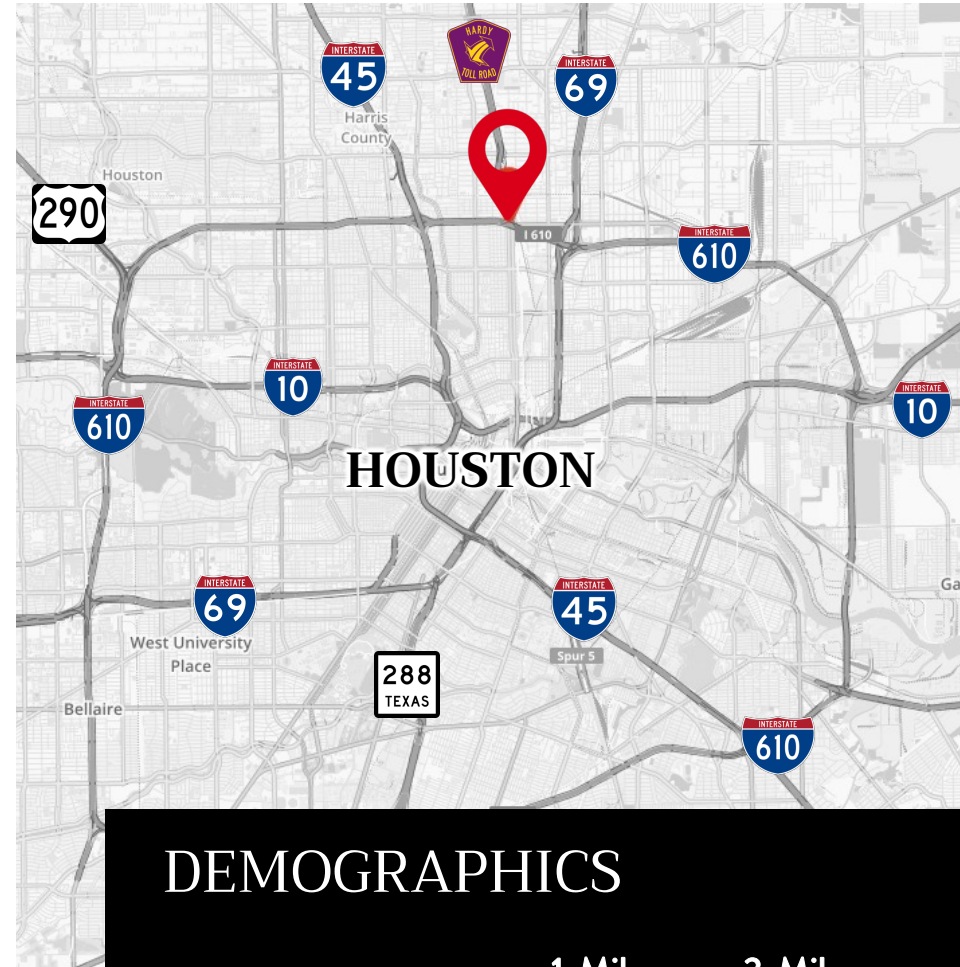 HARDY
TOLL ROAD
INTERSTATE
45
INTERSTATE
69
Harris
County
Houston
290
I 610
INTERSTATE
610
INTERSTATE
10
INTERSTATE
10
INTERSTATE
610
HOUSTON
INTERSTATE
69
INTERSTATE
45
West University
Place
Spur 5
288
TEXAS
Bellaire
INTERSTATE
610
DEMOGRAPHICS